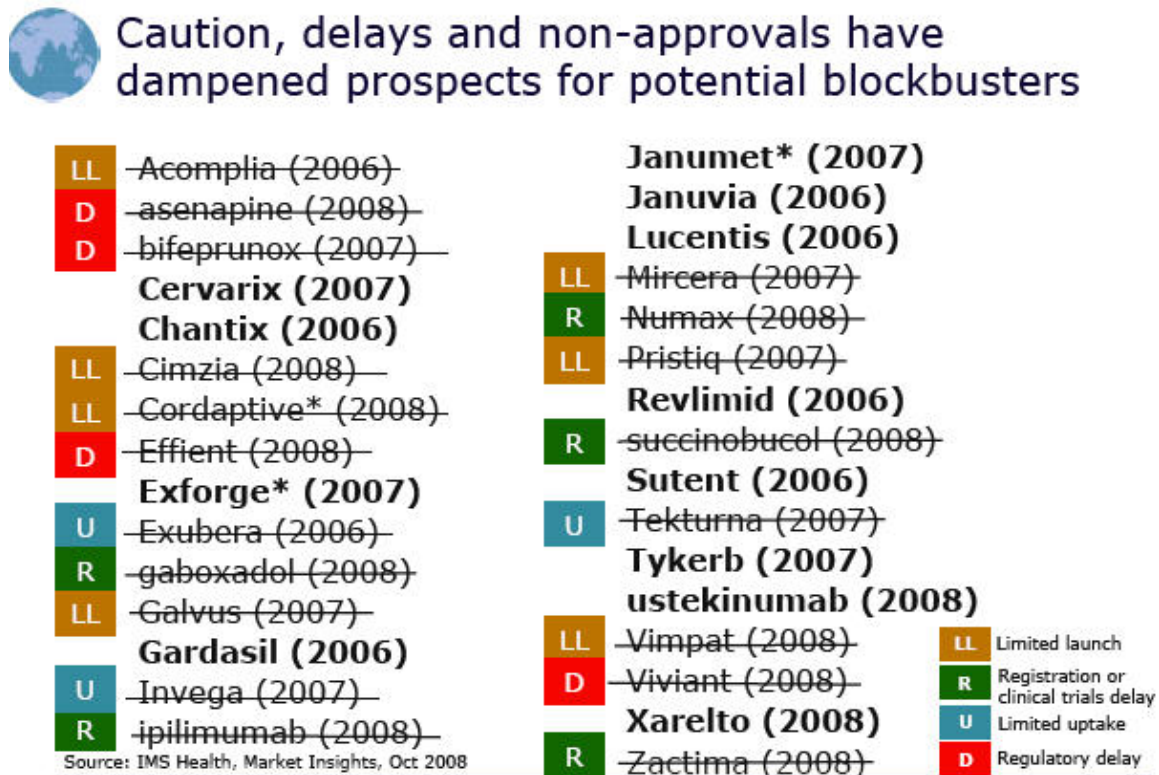 Caution, delays and non-approvals have
dampened prospects for potential blockbusters
LL Acomplia (2006)
D asenapine (2008)
D bifeprunox (2007)
Cervarix (2007)
Chantix (2006)
LL Cimzia (2008)
LL Cordaptive* (2008)
D Effient (2008)
Exforge* (2007)
U Exubera (2006)
R gaboxadol (2008)
LL Galvus (2007)
Gardasil (2006)
U Invega (2007)
R ipilimumab (2008)
Source: IMS Health, Market Insights, Oct 2008
Janumet* (2007)
Januvia (2006)
Lucentis (2006)
LL Mircera (2007)
R Numax (2008)
LL Pristiq (2007)
Revlimid (2006)
R succinobucol (2008)
Sutent (2006)
U Tekturna (2007)
Tykerb (2007)
ustekinumab (2008)
LL Vimpat (2008)
D Viviant (2008)
Xarelto (2008)
R Zactima (2008)
LL Limited launch
R Registration or
clinical trials delay
U Limited uptake
D Regulatory delay